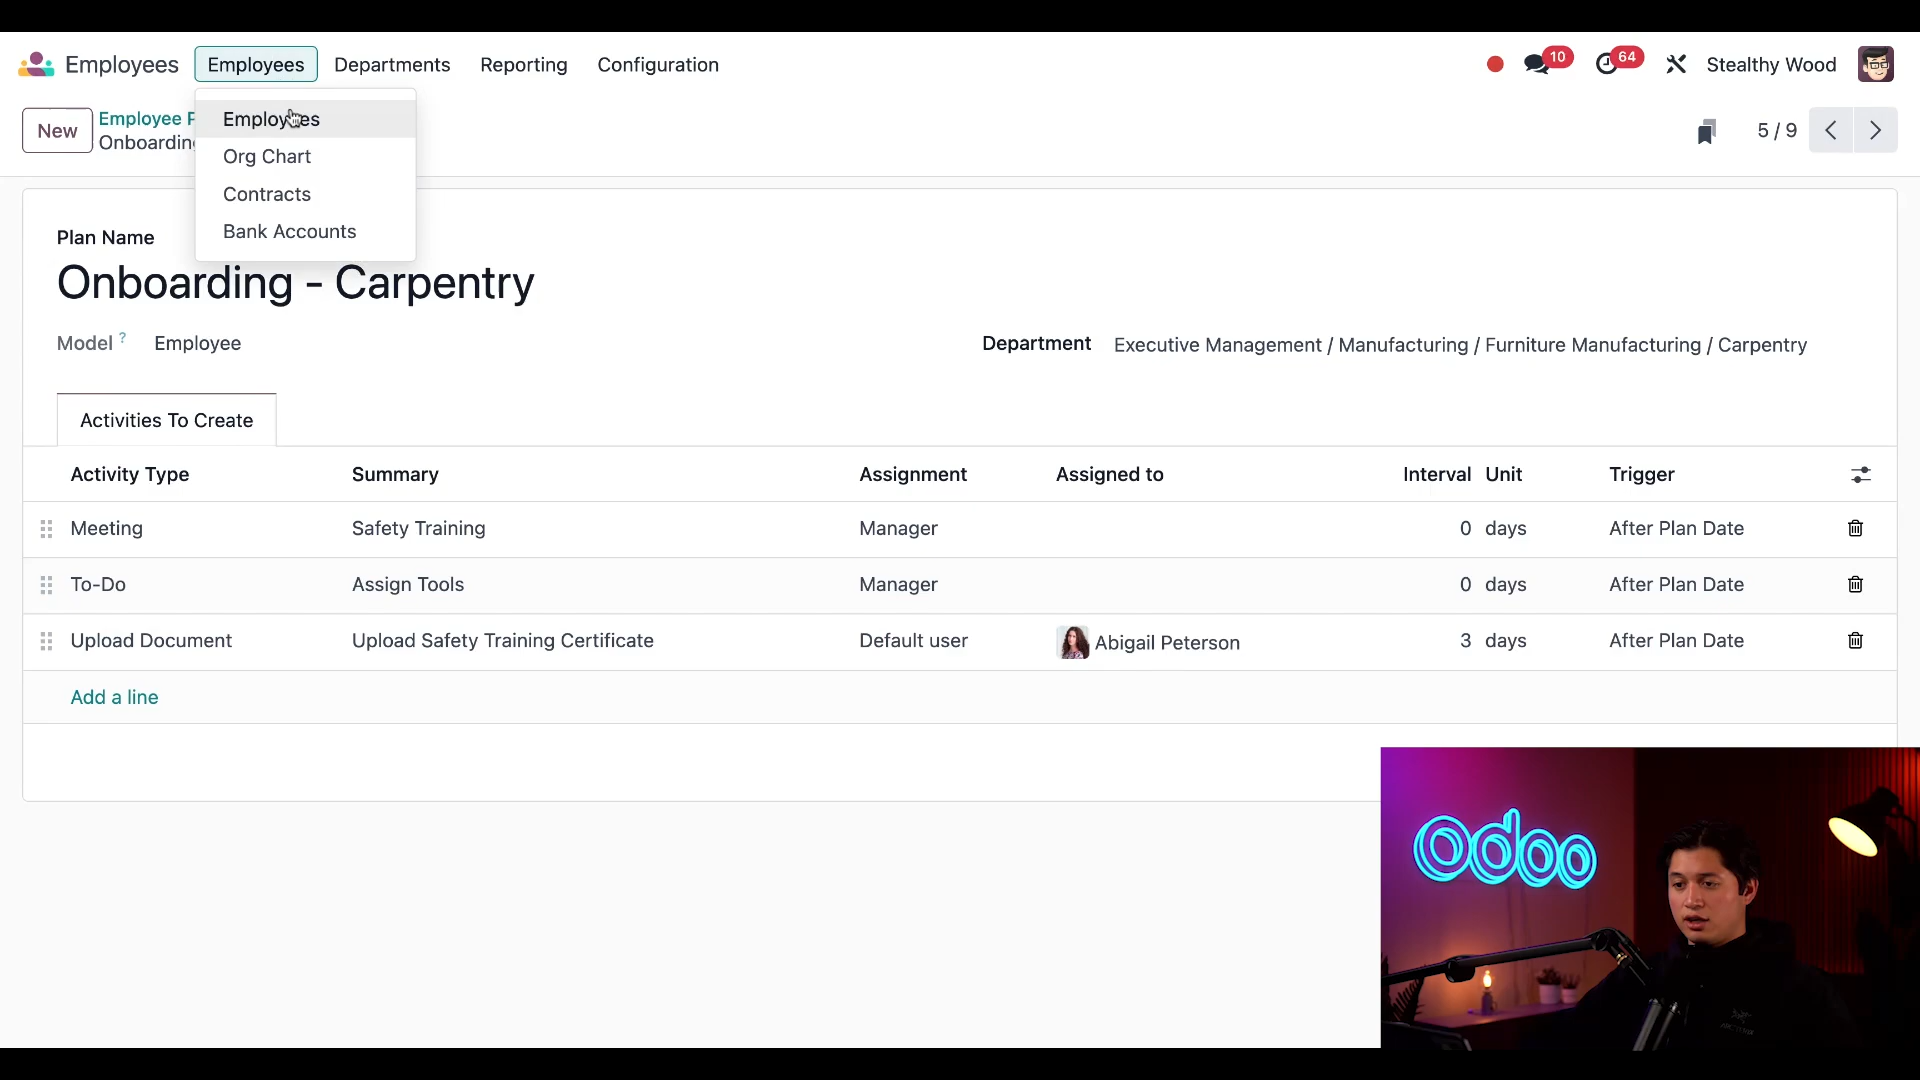 Employees Employees Departments Reporting Configuration 10 64 Stealthy Wood
New Employee P
Onboarding 5 / 9
Employees
Org Chart
Contracts
Bank Accounts
Plan Name
Onboarding - Carpentry
Model ? Employee Department Executive Management / Manufacturing / Furniture Manufacturing / Carpentry
Activities To Create
Activity Type Summary Assignment Assigned to Interval Unit Trigger
Meeting Safety Training Manager 0 days After Plan Date
To-Do Assign Tools Manager 0 days After Plan Date
Upload Document Upload Safety Training Certificate Default user Abigail Peterson 3 days After Plan Date
Add a line
odoo